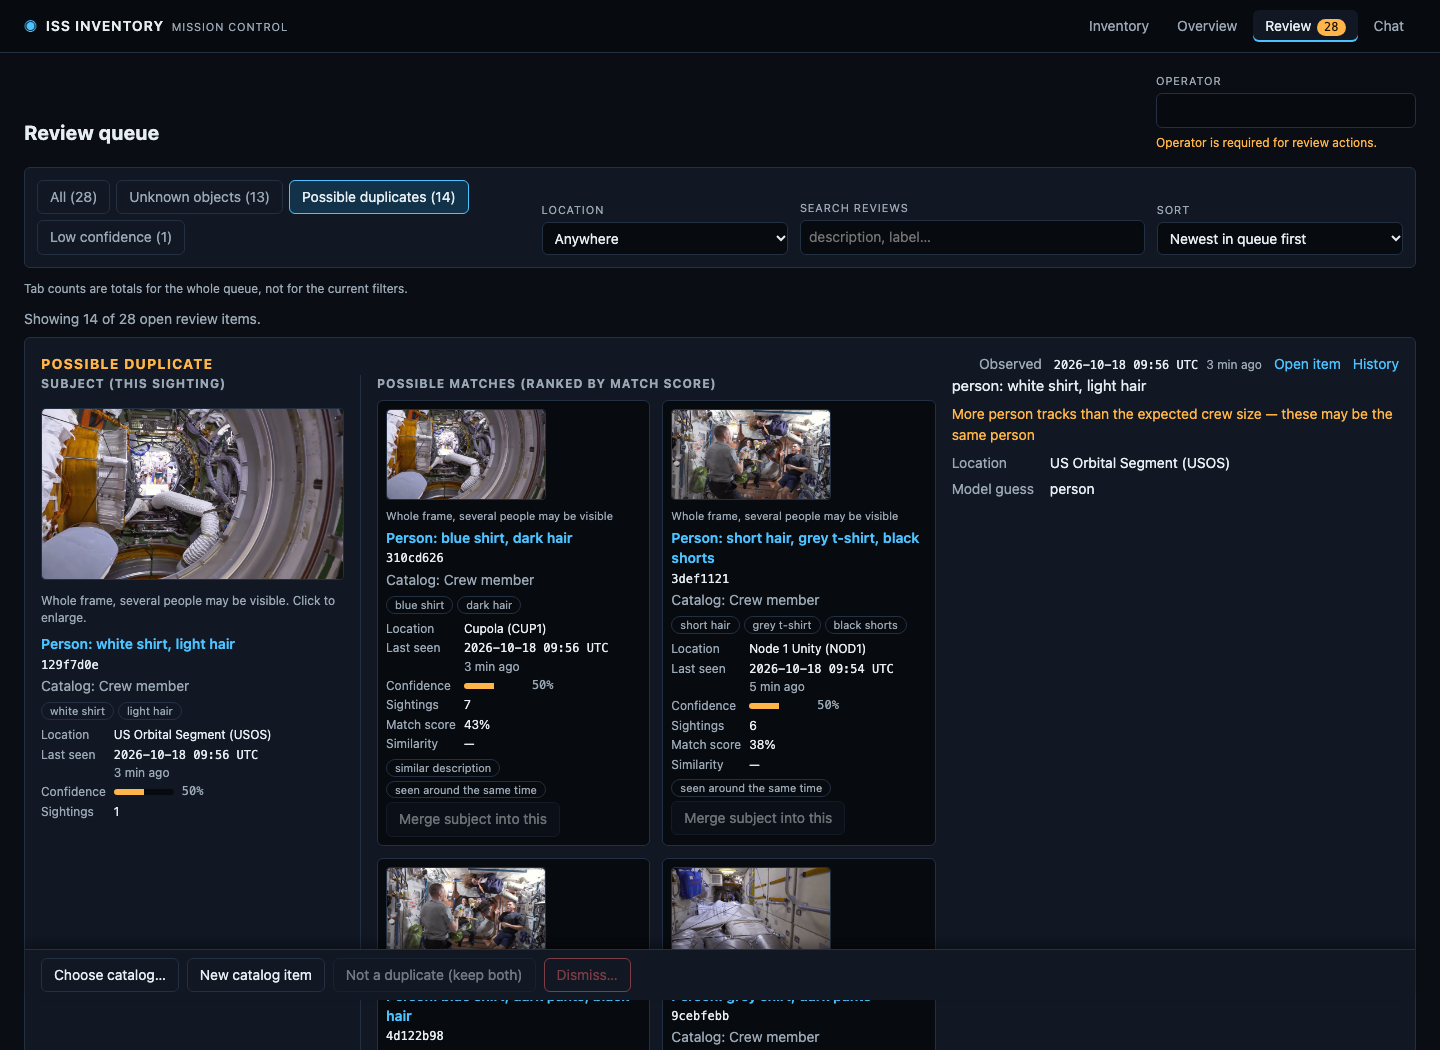 ISS INVENTORY MISSION CONTROL
Inventory
Overview
Review 28
Chat
OPERATOR
Operator is required for review actions.
Review queue
All (28)
Unknown objects (13)
Possible duplicates (14)
Low confidence (1)
LOCATION
Anywhere
SEARCH REVIEWS
description, label...
SORT
Newest in queue first
Tab counts are totals for the whole queue, not for the current filters.
Showing 14 of 28 open review items.
POSSIBLE DUPLICATE
SUBJECT (THIS SIGHTING)
Whole frame, several people may be visible. Click to
enlarge.
Person: white shirt, light hair
129f7d0e
Catalog: Crew member
white shirt
light hair
Location US Orbital Segment (USOS)
Last seen 2026-10-18 09:56 UTC
3 min ago
Confidence 50%
Sightings 1
POSSIBLE MATCHES (RANKED BY MATCH SCORE)
Whole frame, several people may be visible
Person: blue shirt, dark hair
310cd626
Catalog: Crew member
blue shirt
dark hair
Location Cupola (CUP1)
Last seen 2026-10-18 09:56 UTC
3 min ago
Confidence 50%
Sightings 7
Match score 43%
Similarity —
similar description
seen around the same time
Merge subject into this
Whole frame, several people may be visible
Person: short hair, grey t-shirt, black
shorts
3def1121
Catalog: Crew member
short hair
grey t-shirt
black shorts
Location Node 1 Unity (NOD1)
Last seen 2026-10-18 09:54 UTC
5 min ago
Confidence 50%
Sightings 6
Match score 38%
Similarity —
seen around the same time
Merge subject into this
Observed 2026-10-18 09:56 UTC 3 min ago Open item History
person: white shirt, light hair
More person tracks than the expected crew size — these may be the
same person
Location US Orbital Segment (USOS)
Model guess person
Choose catalog...
New catalog item
Not a duplicate (keep both)
Dismiss...
Person: blue shirt, dark pants, black
hair
4d122b98
Person: grey shirt, dark pants
9cebfebb
Catalog: Crew member